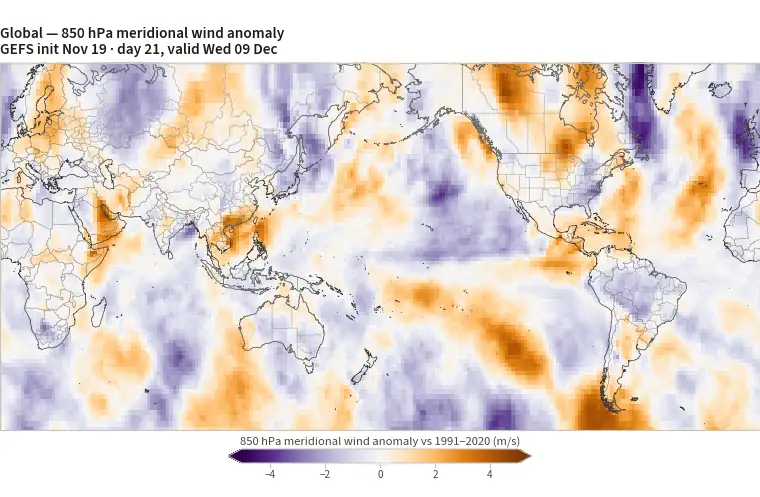 Global — 850 hPa meridional wind anomaly
GEFS init Nov 19 · day 21, valid Wed 09 Dec
850 hPa meridional wind anomaly vs 1991–2020 (m/s)
−4 −2 0 2 4